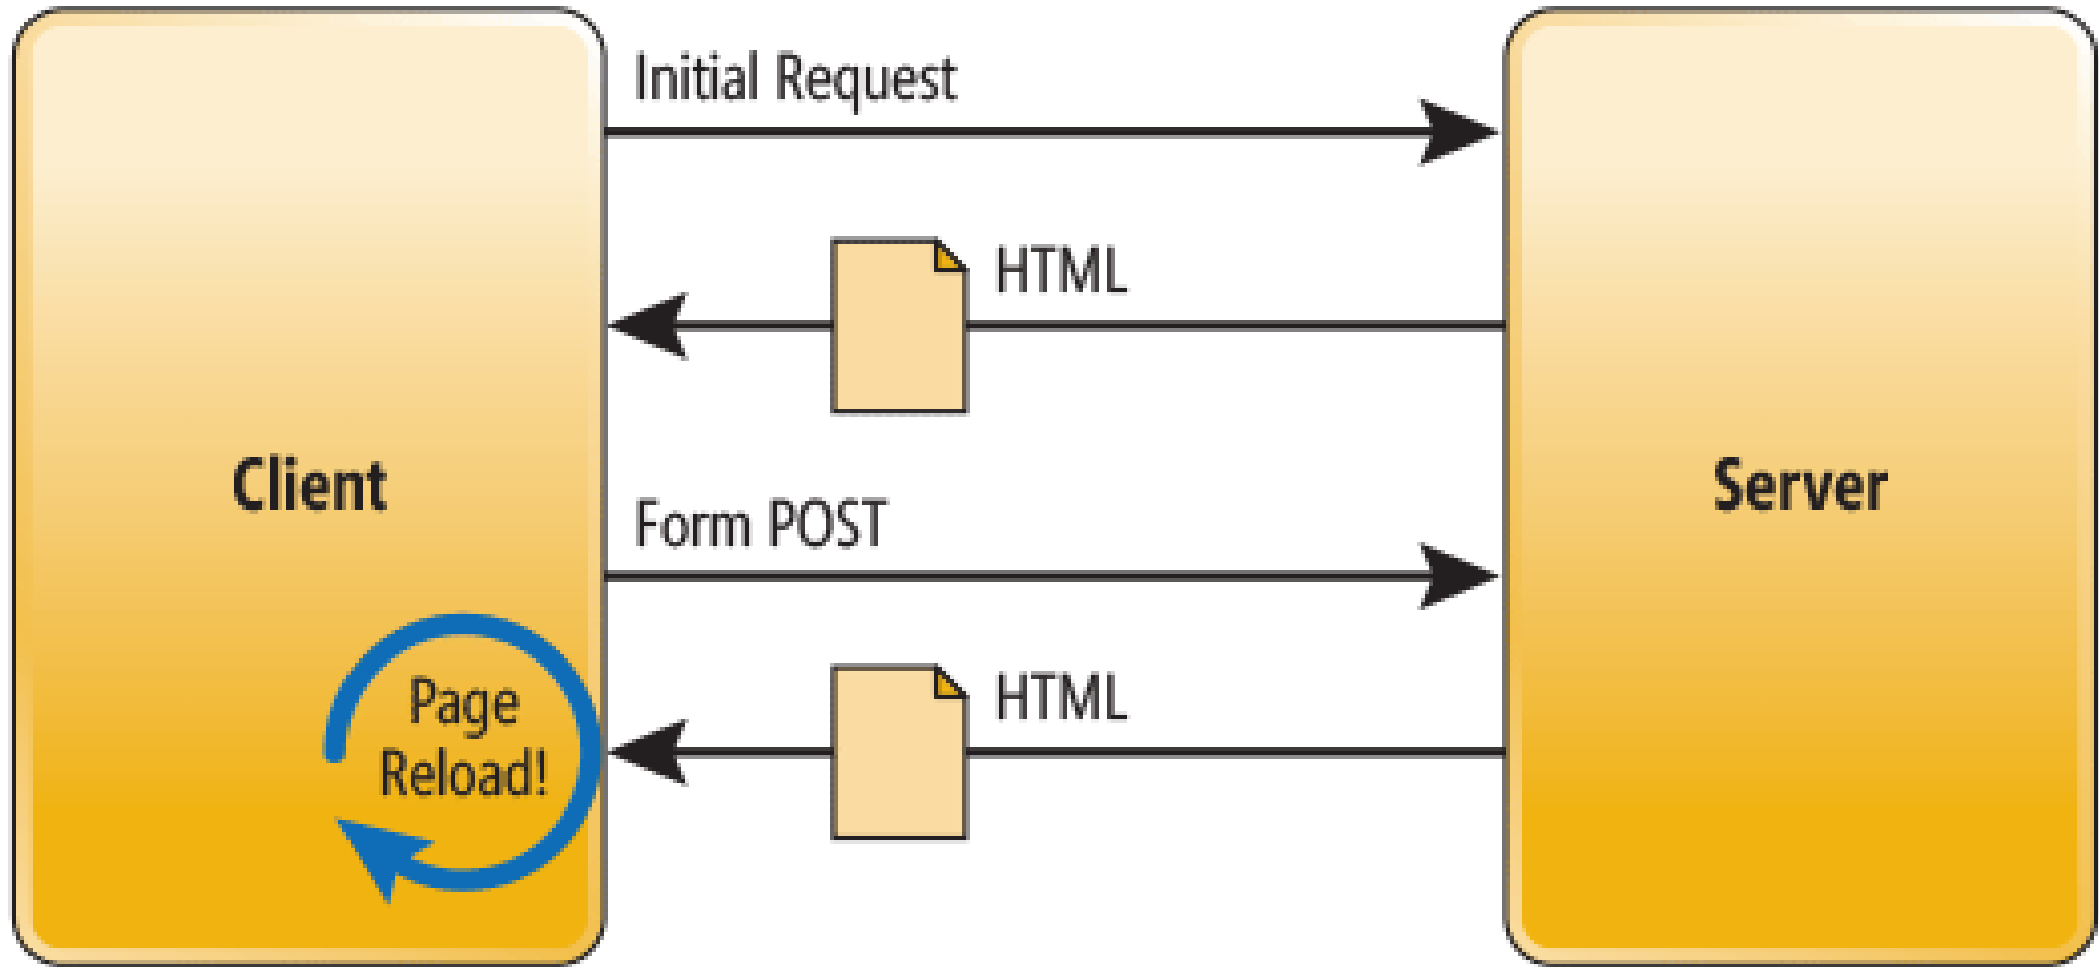 Initial Request
HTML
Client
Server
Form POST
Page
Reload!
HTML